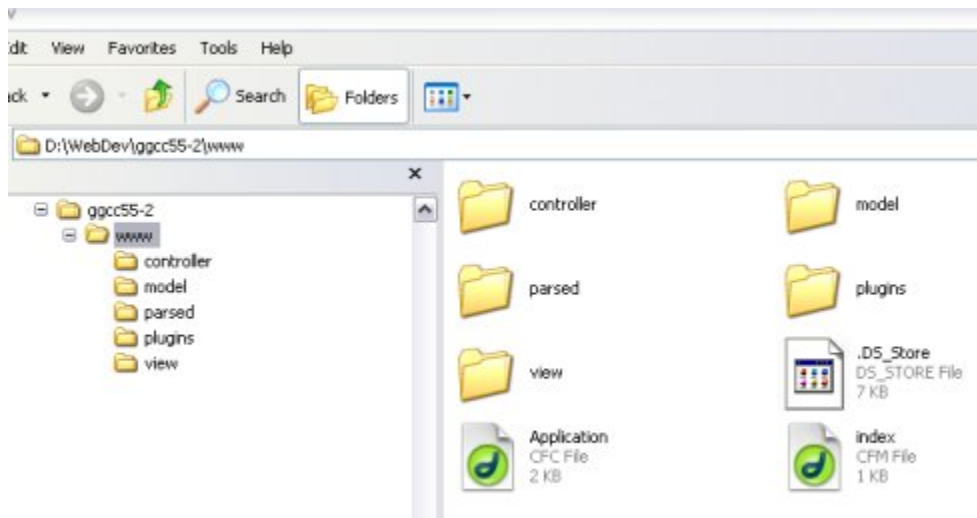 dit View Favorites Tools Help
ck Search Folders
D:\WebDev\ggcc55-2\www
ggcc55-2
www
controller
model
parsed
plugins
view
controller
model
parsed
plugins
view
.DS_Store
DS_STORE File
7 KB
Application
CFC File
2 KB
index
CFM File
1 KB